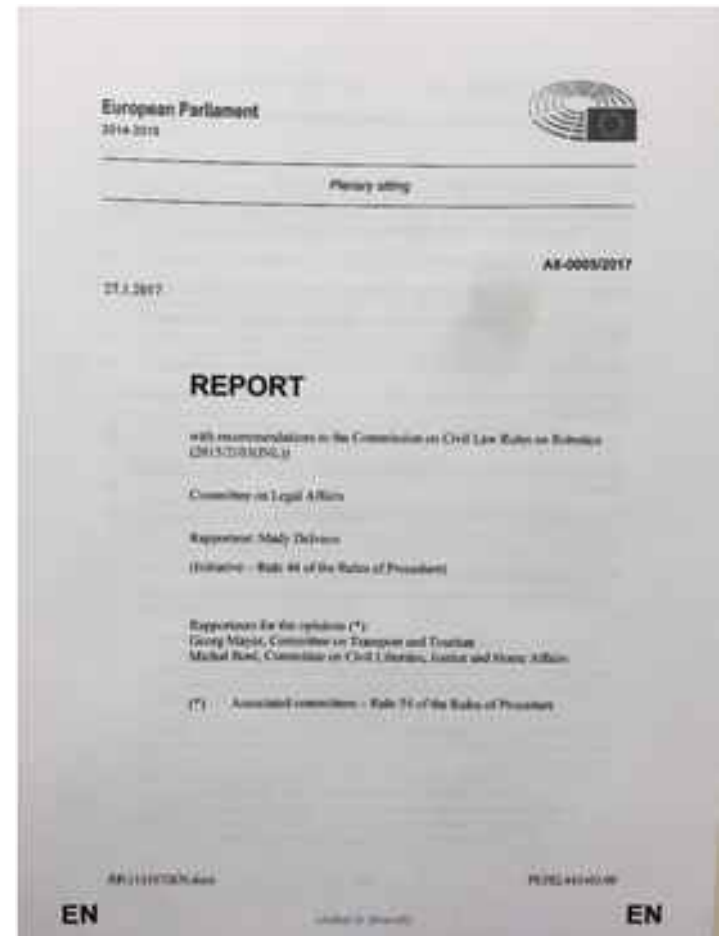 European Parliament
2014-2019
Plenary sitting
A8-0005/2017
27.1.2017
REPORT
with recommendations to the Commission on Civil Law Rules on Robotics
(2015/2103(INL))
Committee on Legal Affairs
Rapporteur: Mady Delvaux
(Initiative – Rule 46 of the Rules of Procedure)
Rapporteurs for the opinions (*):
Georg Mayer, Committee on Transport and Tourism
Michał Boni, Committee on Civil Liberties, Justice and Home Affairs
(*) Associated committees – Rule 54 of the Rules of Procedure
EN
EN